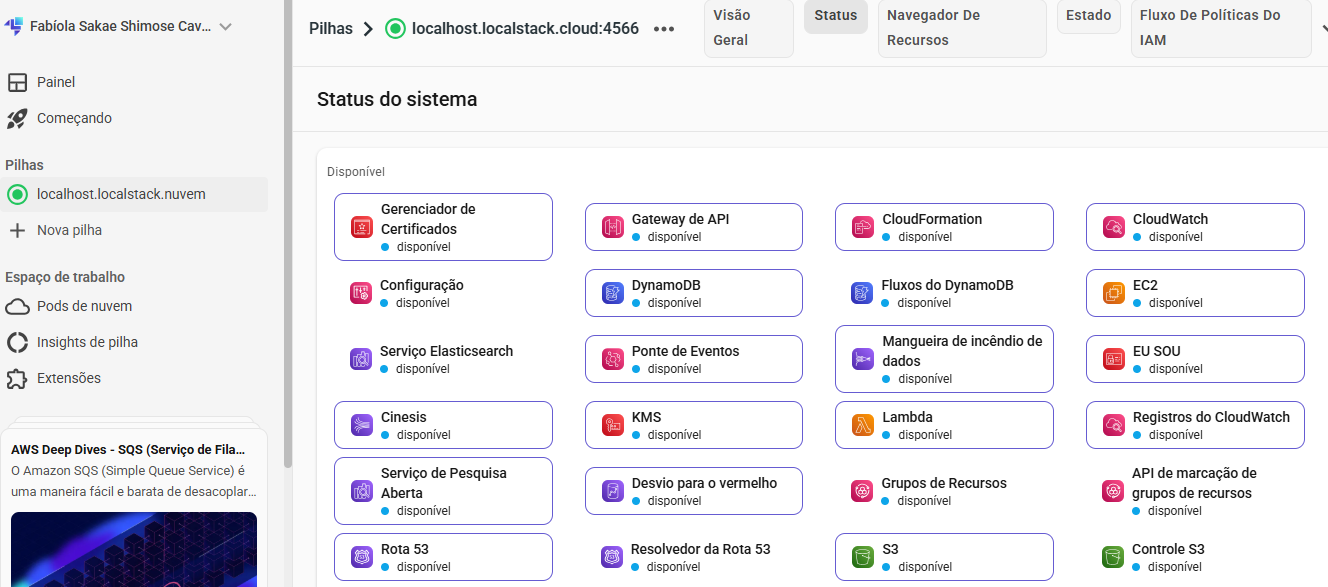 Fabíola Sakae Shimose Cav...
Painel
Começando
Pilhas
localhost.localstack.nuvem
Nova pilha
Espaço de trabalho
Pods de nuvem
Insights de pilha
Extensões
AWS Deep Dives - SQS (Serviço de Fila...
O Amazon SQS (Simple Queue Service) é
uma maneira fácil e barata de desacoplar...
Pilhas
localhost.localstack.cloud:4566
Visão
Geral
Status
Navegador De
Recursos
Estado
Fluxo De Políticas Do
IAM
Status do sistema
Disponível
Gerenciador de
Certificados
disponível
Gateway de API
disponível
CloudFormation
disponível
CloudWatch
disponível
Configuração
disponível
DynamoDB
disponível
Fluxos do DynamoDB
disponível
EC2
disponível
Serviço Elasticsearch
disponível
Ponte de Eventos
disponível
Mangueira de incêndio de
dados
disponível
EU SOU
disponível
Cinesis
disponível
KMS
disponível
Lambda
disponível
Registros do CloudWatch
disponível
Serviço de Pesquisa
Aberta
disponível
Desvio para o vermelho
disponível
Grupos de Recursos
disponível
API de marcação de
grupos de recursos
disponível
Rota 53
disponível
Resolvedor da Rota 53
disponível
S3
disponível
Controle S3
disponível